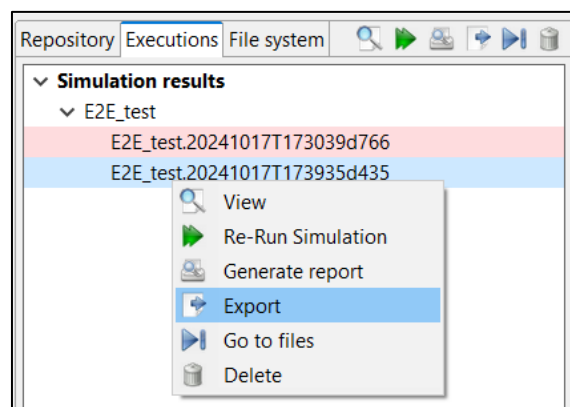 Repository Executions File system
Simulation results
E2E_test
E2E_test.20241017T173039d766
E2E_test.20241017T173935d435
View
Re-Run Simulation
Generate report
Export
Go to files
Delete